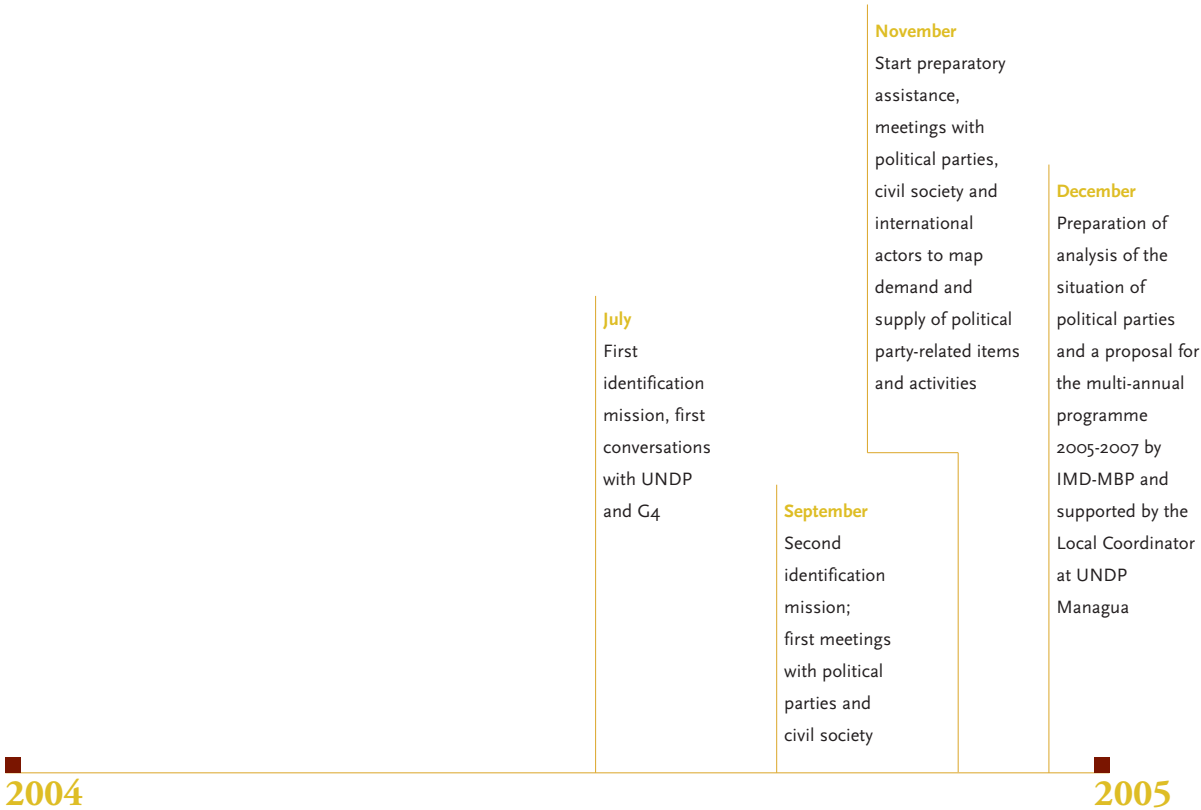 July
First
identification
mission, first
conversations
with UNDP
and G4
September
Second
identification
mission;
first meetings
with political
parties and
civil society
November
Start preparatory
assistance,
meetings with
political parties,
civil society and
international
actors to map
demand and
supply of political
party-related items
and activities
December
Preparation of
analysis of the
situation of
political parties
and a proposal for
the multi-annual
programme
2005-2007 by
IMD-MBP and
supported by the
Local Coordinator
at UNDP
Managua
2004
2005